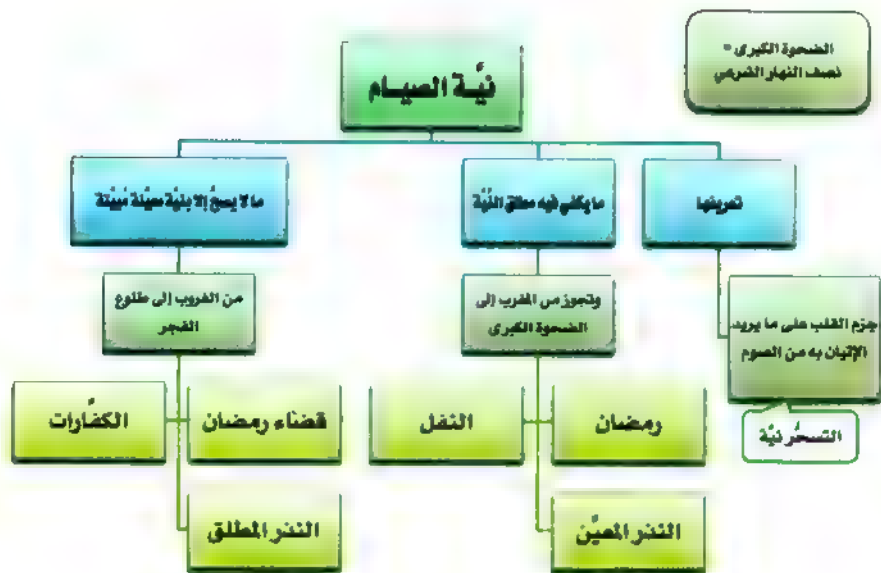 الضحوة الكبرى =
نصف النهار الشرعي
نيَّة الصيام
تعريفها
ما يكفي فيه مطلق النيَّة
ما لا يصحُّ إلا بنيَّة معيَّنة مُبيَّتة
جزم القلب على ما يريد
الإتيان به من الصوم
التسحُّر نيَّة
وتجوز من المغرب إلى
الضحوة الكبرى
رمضان
النفل
النذر المعيَّن
من الغروب إلى طلوع
الفجر
قضاء رمضان
الكفَّارات
النذر المطلق